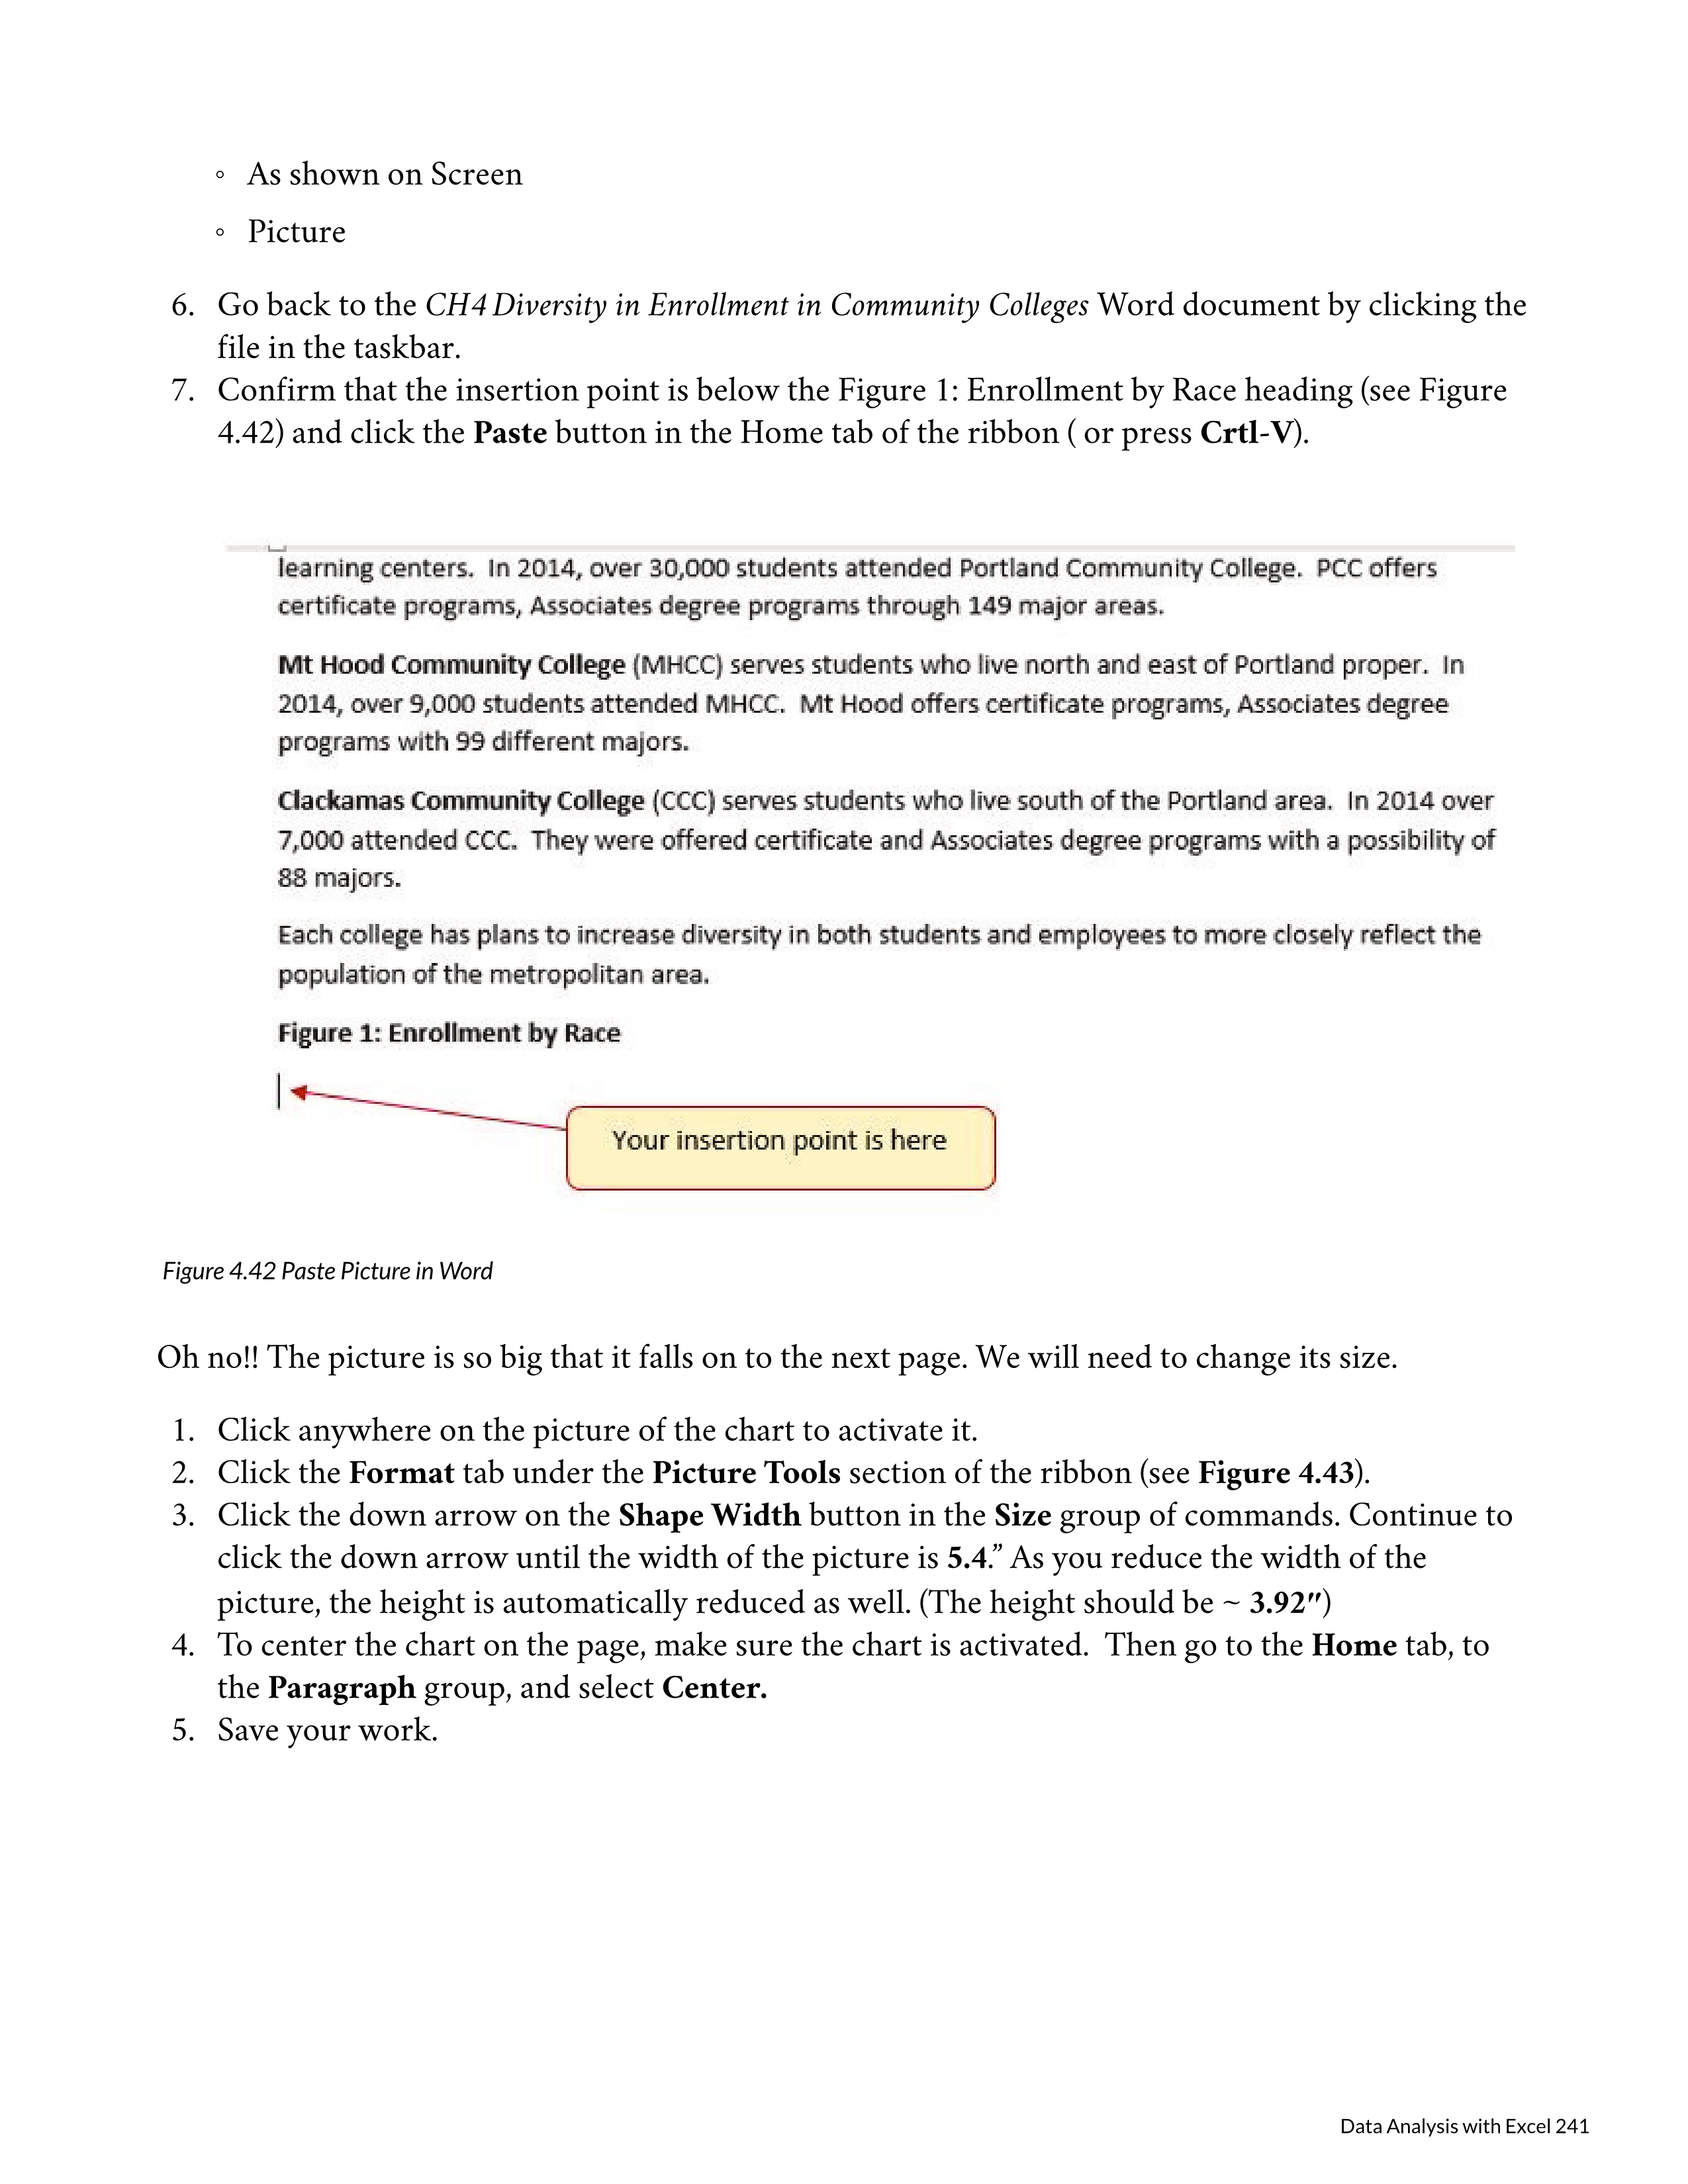 ◦ As shown on Screen
◦ Picture
6. Go back to the CH4 Diversity in Enrollment in Community Colleges Word document by clicking the
file in the taskbar.
7. Confirm that the insertion point is below the Figure 1: Enrollment by Race heading (see Figure
4.42) and click the Paste button in the Home tab of the ribbon ( or press Crtl-V).
learning centers.  In 2014, over 30,000 students attended Portland Community College.  PCC offers
certificate programs, Associates degree programs through 149 major areas.
Mt Hood Community College (MHCC) serves students who live north and east of Portland proper.  In
2014, over 9,000 students attended MHCC.  Mt Hood offers certificate programs, Associates degree
programs with 99 different majors.
Clackamas Community College (CCC) serves students who live south of the Portland area.  In 2014 over
7,000 attended CCC.  They were offered certificate and Associates degree programs with a possibility of
88 majors.
Each college has plans to increase diversity in both students and employees to more closely reflect the
population of the metropolitan area.
Figure 1: Enrollment by Race
Your insertion point is here
Figure 4.42 Paste Picture in Word
Oh no!! The picture is so big that it falls on to the next page. We will need to change its size.
1. Click anywhere on the picture of the chart to activate it.
2. Click the Format tab under the Picture Tools section of the ribbon (see Figure 4.43).
3. Click the down arrow on the Shape Width button in the Size group of commands. Continue to
click the down arrow until the width of the picture is 5.4.” As you reduce the width of the
picture, the height is automatically reduced as well. (The height should be ~ 3.92″)
4. To center the chart on the page, make sure the chart is activated.  Then go to the Home tab, to
the Paragraph group, and select Center.
5. Save your work.
Data Analysis with Excel 241